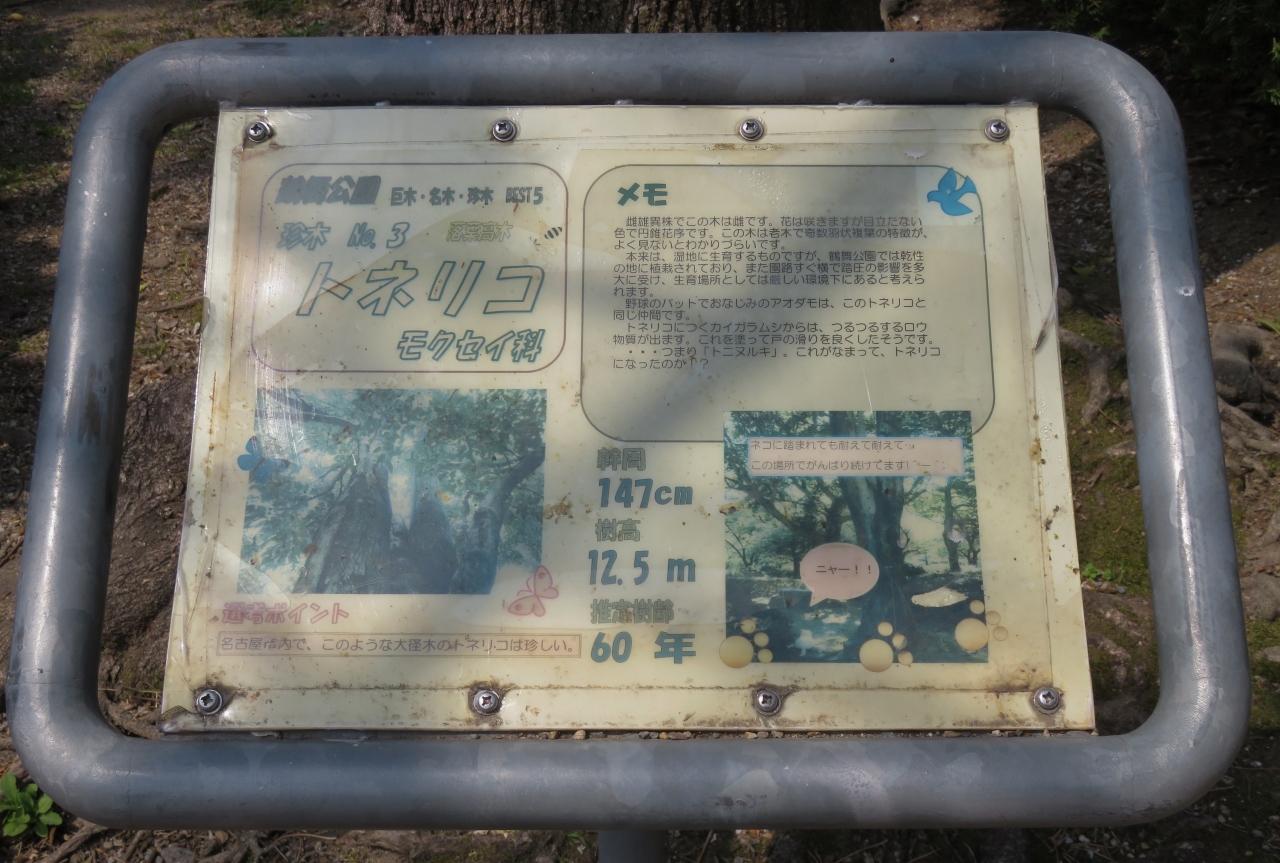 鶴舞公園 巨木・名木・珍木 BEST5
珍木 No.3 落葉高木
トネリコ
モクセイ科
メモ
雌雄異株でこの木は雌です。花は咲きますが目立たない
色で円錐花序です。この木は老木で奇数羽状複葉の特徴が、
よく見ないとわかりづらいです。
本来は、湿地に生育するものですが、鶴舞公園では乾性
の地に植栽されており、また園路すぐ横で踏圧の影響を多
大に受け、生育場所としては厳しい環境下にあると考えら
れます。
野球のバットでおなじみのアオダモは、このトネリコと
同じ仲間です。
トネリコにつくカイガラムシからは、つるつるするロウ
物質が出ます。これを塗って戸の滑りを良くしたそうです。
・・・つまり「トニヌルキ」。これがなまって、トネリコ
になったのか！？
選考ポイント
名古屋市内で、このような大径木のトネリコは珍しい。
幹周
147cm
樹高
12.5 m
推定樹齢
60 年
ネコに踏まれても耐えて耐えて
この場所でがんばり続けてます！
ニャー！！